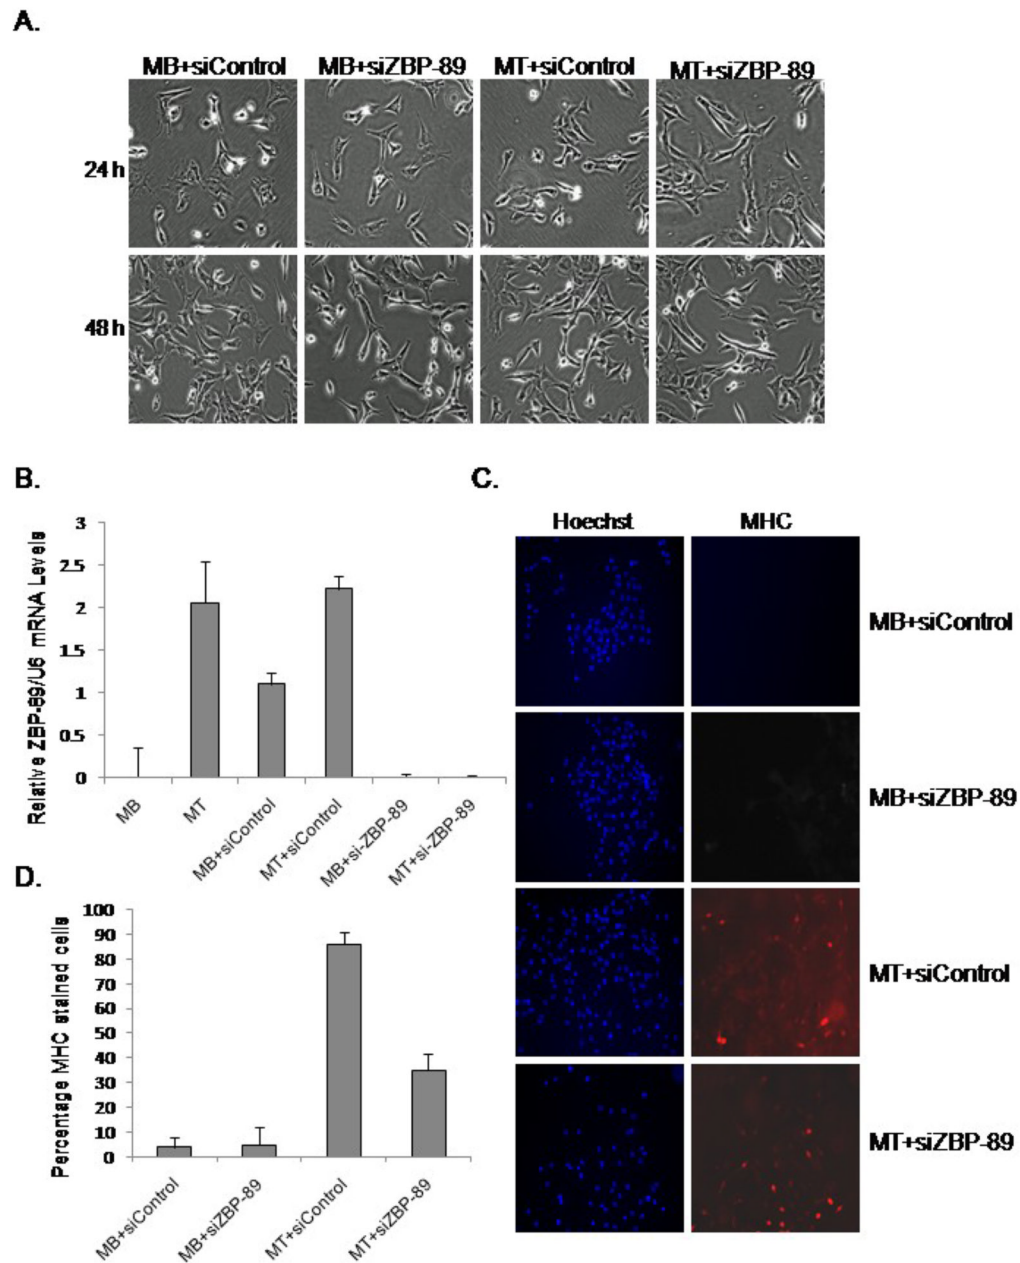 A.
MB+siControl MB+siZBP-89 MT+siControl MT+siZBP-89
24h
48h
B.
Relative ZBP-89/U6 mRNA Levels
3
2.5
2
1.5
1
0.5
0
MB MT MB+siControl MT+siControl MB+si-ZBP-89 MT+si-ZBP-89
C.
Hoechst MHC
MB+siControl
MB+siZBP-89
MT+siControl
MT+siZBP-89
D.
Percentage MHC stained cells
100
90
80
70
60
50
40
30
20
10
0
MB+siControl MB+siZBP-89 MT+siControl MT+siZBP-89